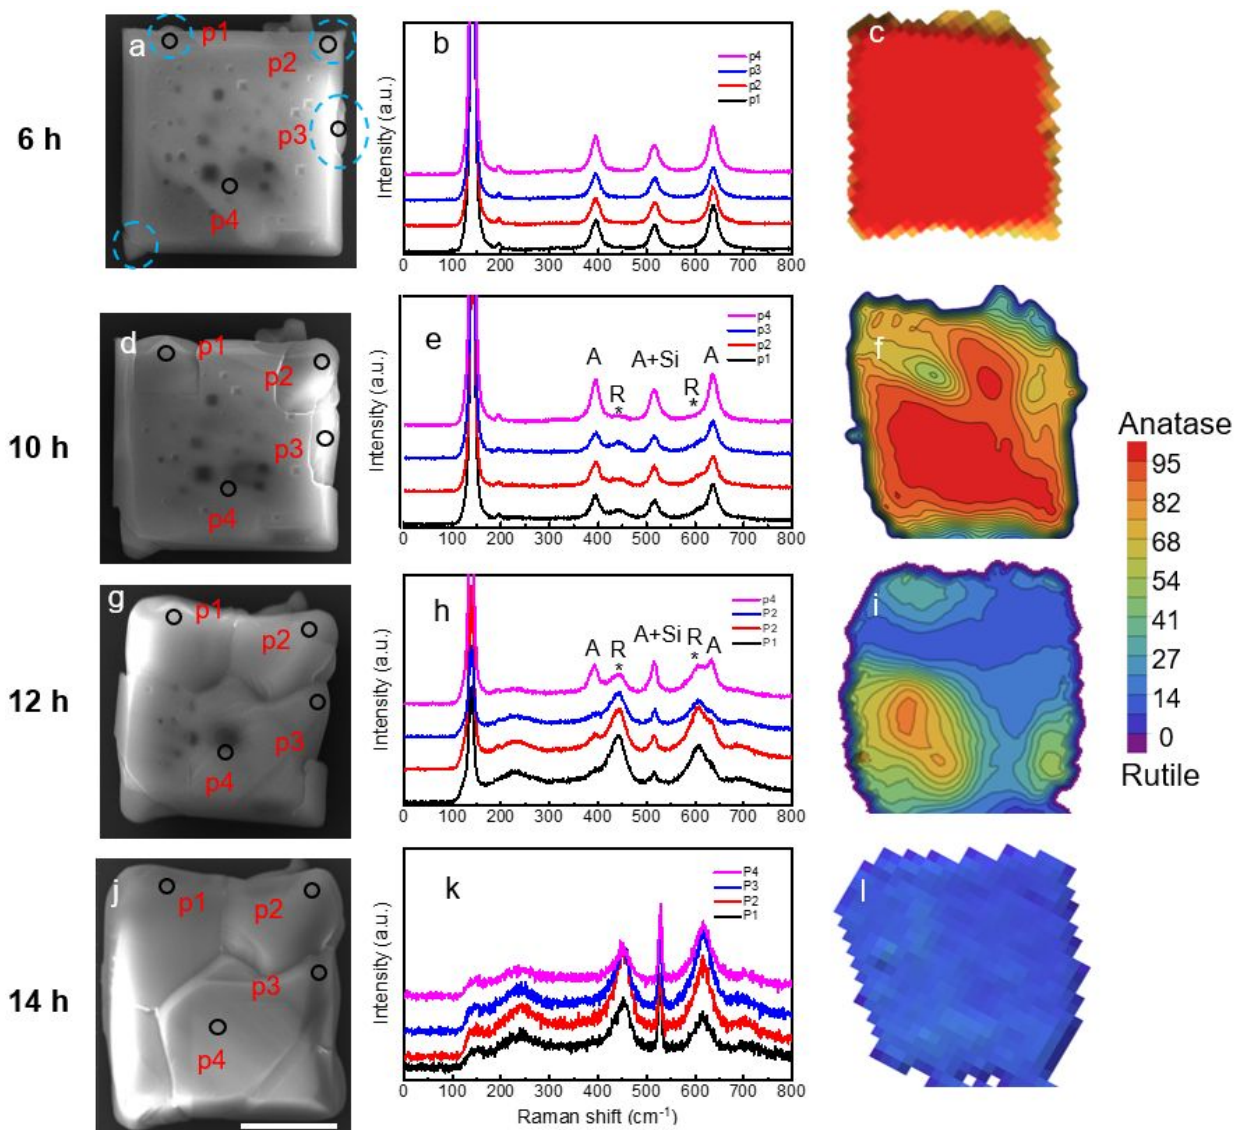 6 h
a
p1
p2
p3
p4
b
Intensity (a.u.)
p4
p3
p2
p1
0 100 200 300 400 500 600 700 800
c
10 h
d
p1
p2
p3
p4
e
Intensity (a.u.)
A R * A+Si R * A
p4
p3
p2
p1
0 100 200 300 400 500 600 700 800
f
Anatase
95
82
68
54
41
27
14
0
Rutile
12 h
g
p1
p2
p3
p4
h
Intensity (a.u.)
A R * A+Si R * A
p4
P2
P2
P1
0 100 200 300 400 500 600 700 800
i
14 h
j
p1
p2
p3
p4
k
Intensity (a.u.)
P4
P3
P2
P1
0 100 200 300 400 500 600 700 800
Raman shift (cm⁻¹)
l